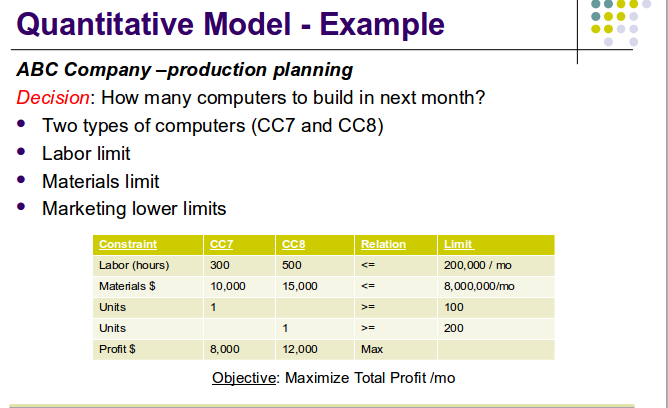 Quantitative Model - Example
ABC Company –production planning
Decision: How many computers to build in next month?
• Two types of computers (CC7 and CC8)
• Labor limit
• Materials limit
• Marketing lower limits
Constraint CC7 CC8 Relation Limit
Labor (hours) 300 500 <= 200,000 / mo
Materials $ 10,000 15,000 <= 8,000,000/mo
Units 1 >= 100
Units 1 >= 200
Profit $ 8,000 12,000 Max
Objective: Maximize Total Profit /mo